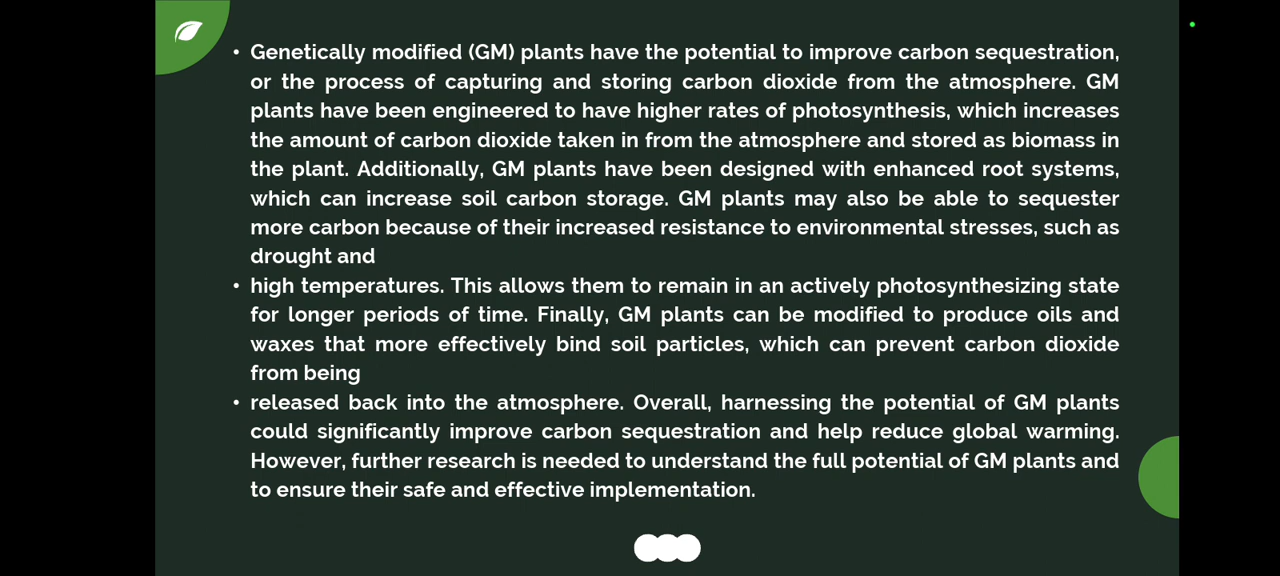 • Genetically modified (GM) plants have the potential to improve carbon sequestration,
or the process of capturing and storing carbon dioxide from the atmosphere. GM
plants have been engineered to have higher rates of photosynthesis, which increases
the amount of carbon dioxide taken in from the atmosphere and stored as biomass in
the plant. Additionally, GM plants have been designed with enhanced root systems,
which can increase soil carbon storage. GM plants may also be able to sequester
more carbon because of their increased resistance to environmental stresses, such as
drought and
• high temperatures. This allows them to remain in an actively photosynthesizing state
for longer periods of time. Finally, GM plants can be modified to produce oils and
waxes that more effectively bind soil particles, which can prevent carbon dioxide
from being
• released back into the atmosphere. Overall, harnessing the potential of GM plants
could significantly improve carbon sequestration and help reduce global warming.
However, further research is needed to understand the full potential of GM plants and
to ensure their safe and effective implementation.